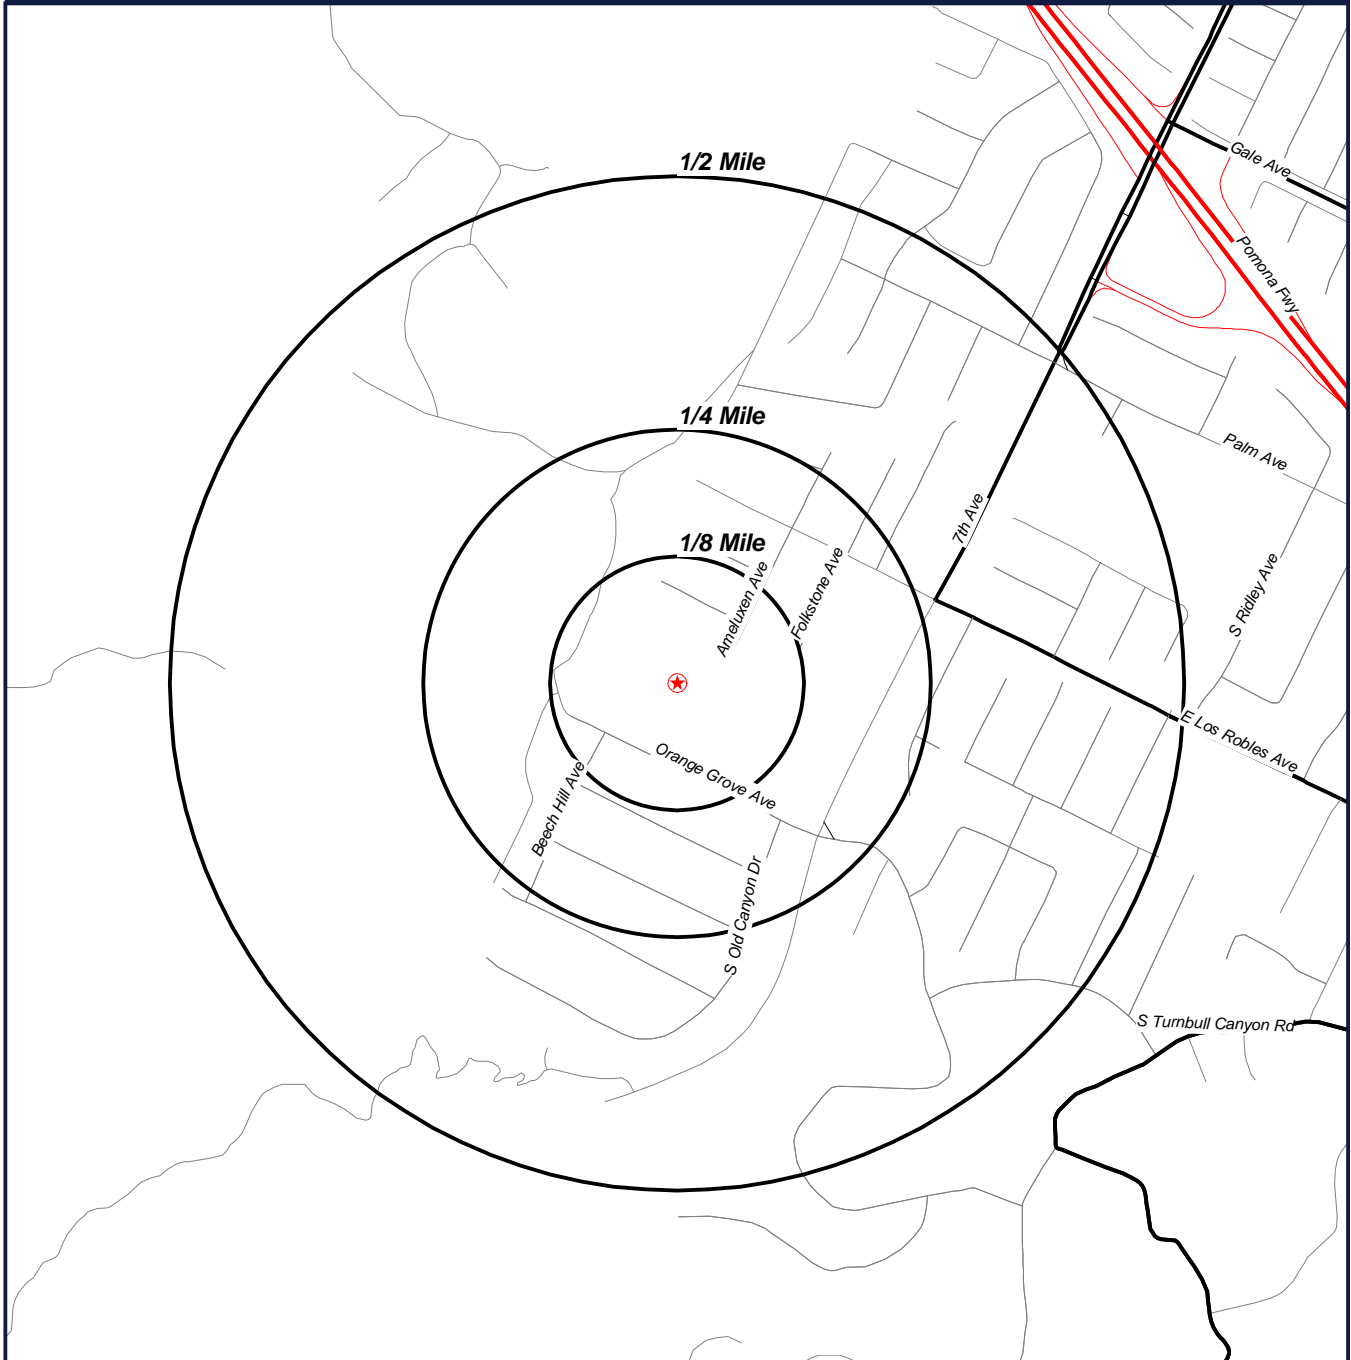 1/2 Mile
Gale Ave
Pomona Fwy
1/4 Mile
Palm Ave
7th Ave
1/8 Mile
Ameluxen Ave
Folkstone Ave
S Ridley Ave
E Los Robles Ave
Orange Grove Ave
Beech Hill Ave
S Old Canyon Dr
S Turnbull Canyon Rd